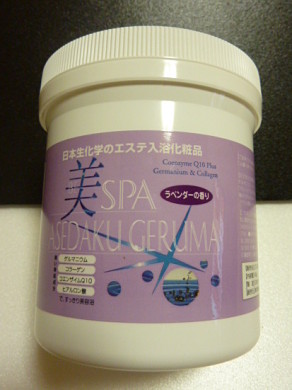 日本生化学のエステ入浴化粧品
Coenzyme Q10 Plus
Germanium & Collagen
美SPA
ラベンダーの香り
ASEDAKU GERUMA
ゲルマニウム
コラーゲン
コエンザイムQ10
ヒアルロン酸